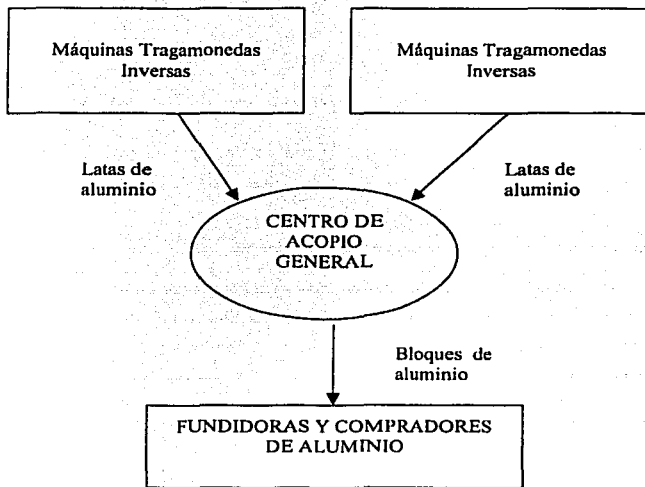 Máquinas Tragamonedas
Inversas
Máquinas Tragamonedas
Inversas
Latas de
aluminio
Latas de
aluminio
CENTRO DE
ACOPIO
GENERAL
Bloques de
aluminio
FUNDIDORAS Y COMPRADORES
DE ALUMINIO